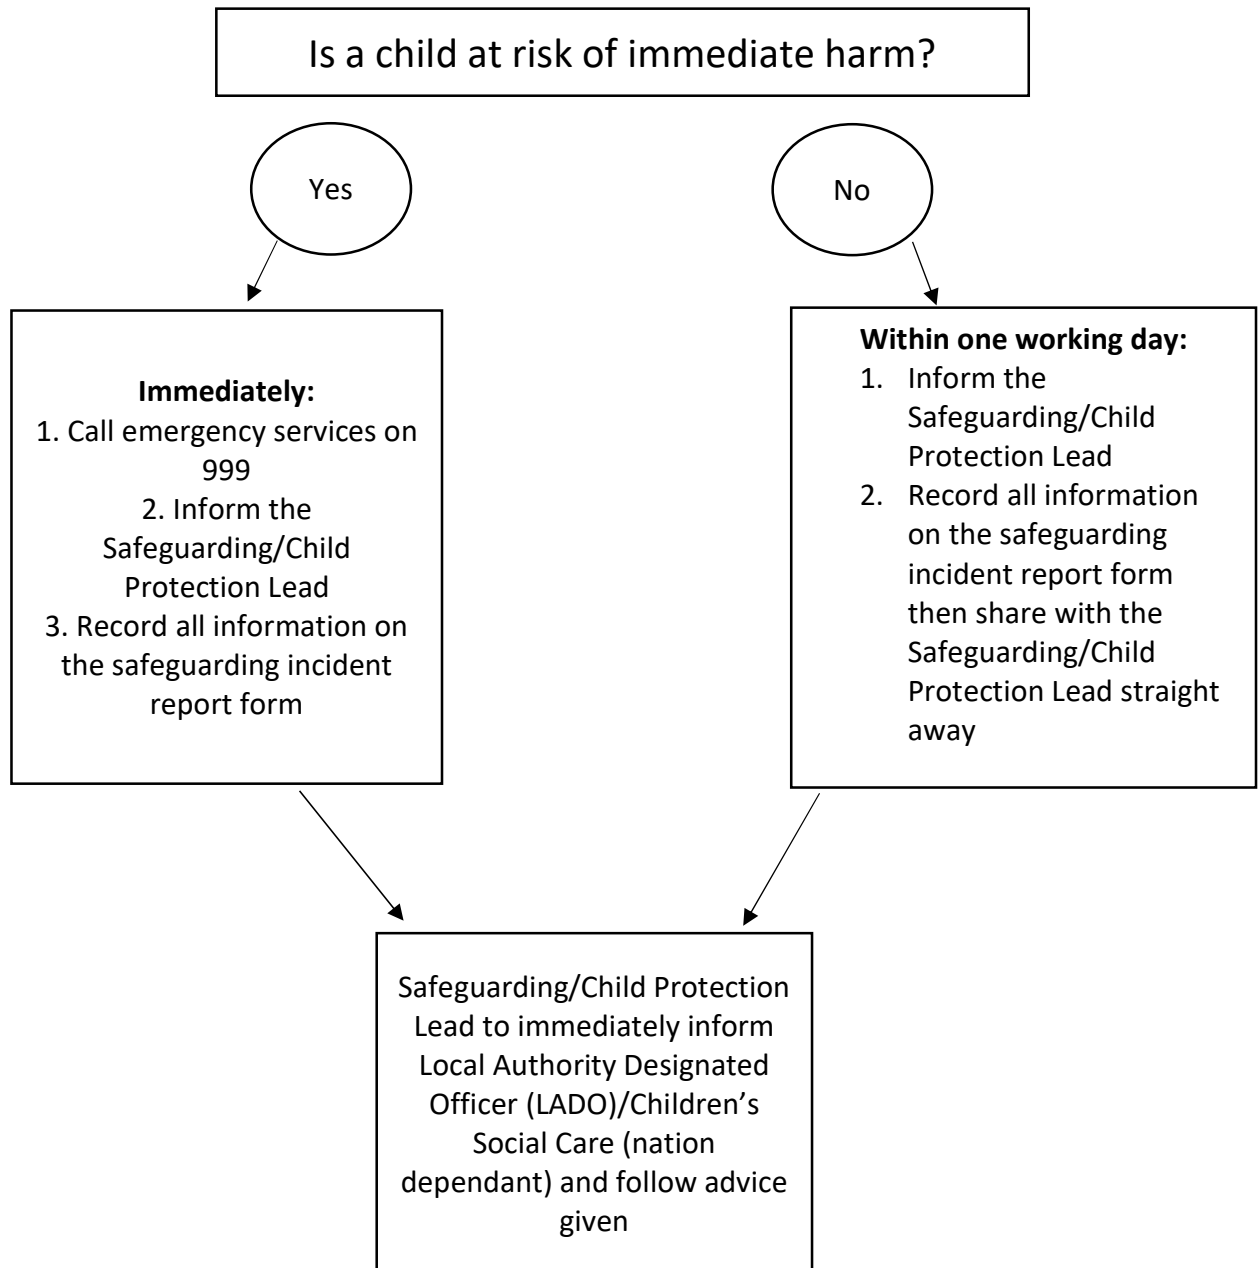 Is a child at risk of immediate harm?
Yes
No
Immediately:
1. Call emergency services on
999
2. Inform the
Safeguarding/Child
Protection Lead
3. Record all information on
the safeguarding incident
report form
Within one working day:
1. Inform the
Safeguarding/Child
Protection Lead
2. Record all information
on the safeguarding
incident report form
then share with the
Safeguarding/Child
Protection Lead straight
away
Safeguarding/Child Protection
Lead to immediately inform
Local Authority Designated
Officer (LADO)/Children’s
Social Care (nation
dependant) and follow advice
given